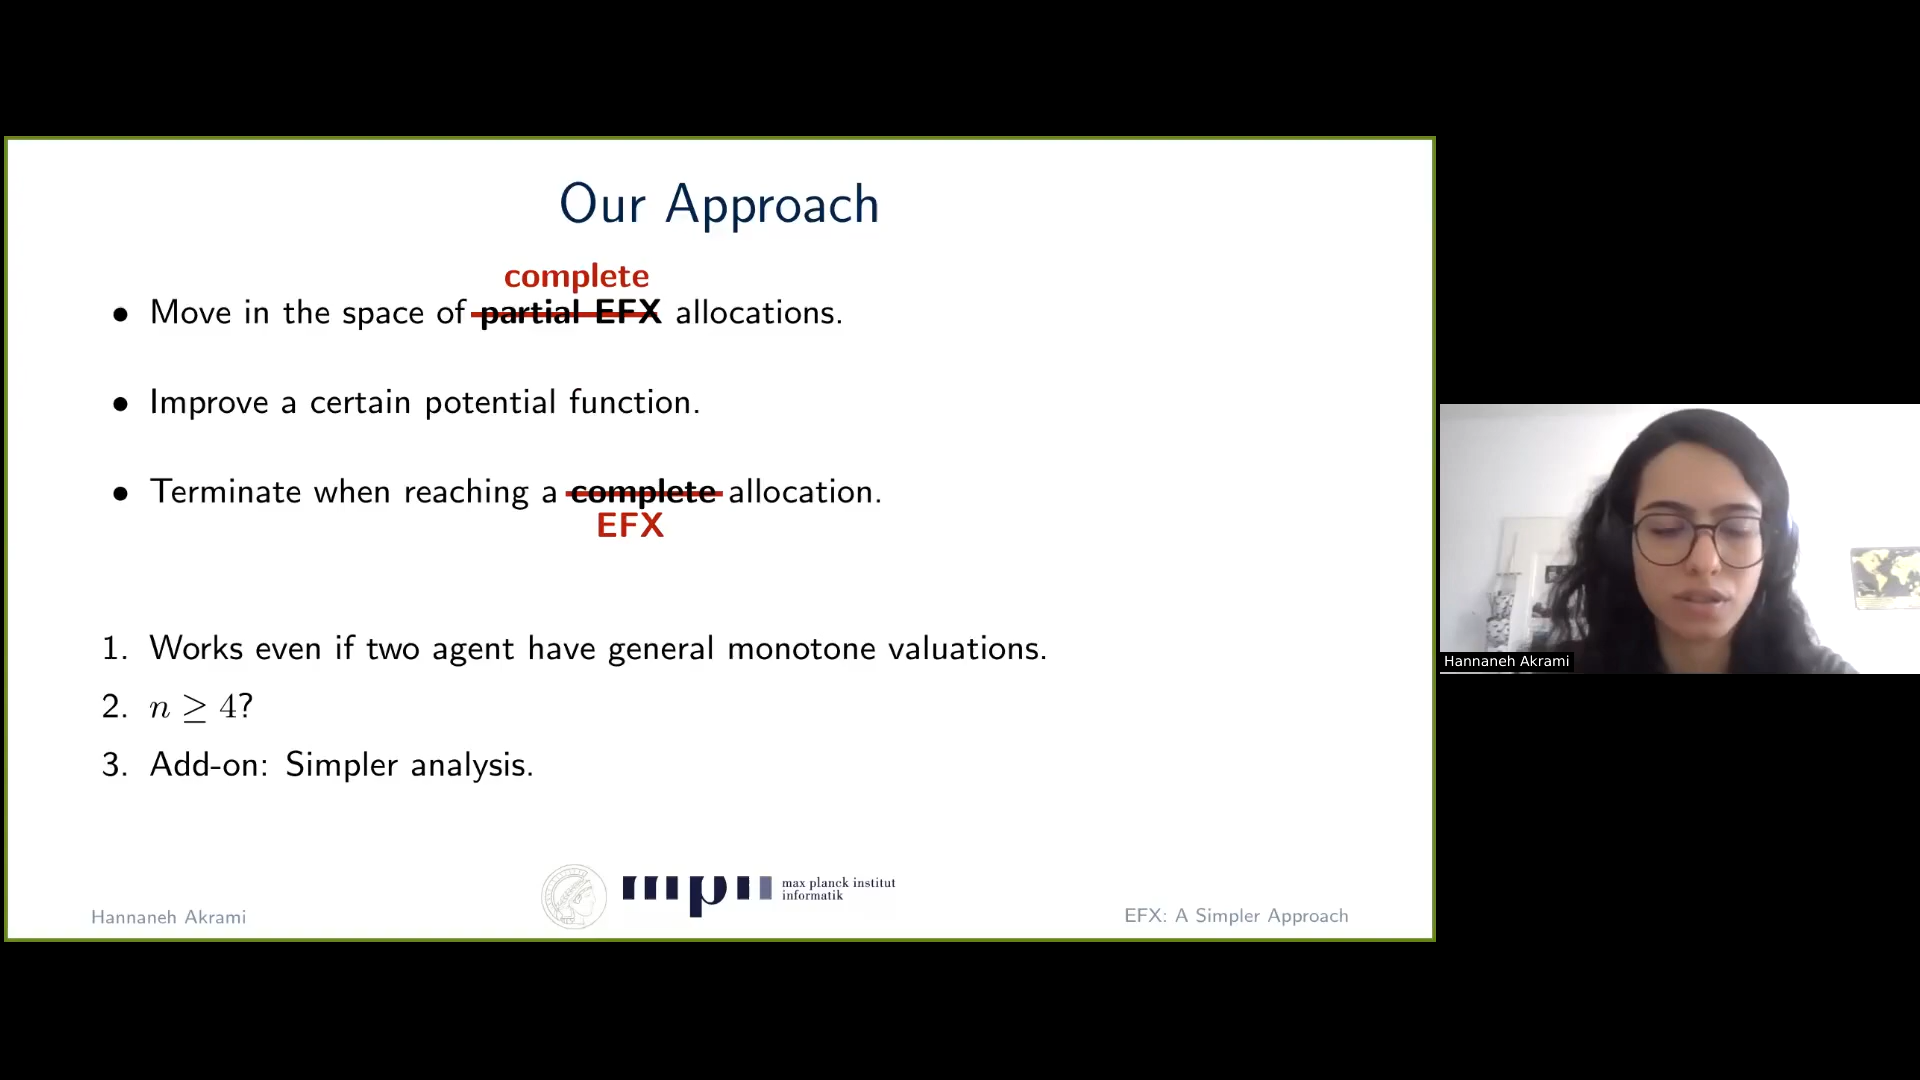 Our Approach
complete
• Move in the space of partial EFX allocations.
• Improve a certain potential function.
• Terminate when reaching a complete allocation.
EFX
1. Works even if two agent have general monotone valuations.
2. n ≥ 4?
3. Add-on: Simpler analysis.
max planck institut
informatik
Hannaneh Akrami
EFX: A Simpler Approach
Hannaneh Akrami